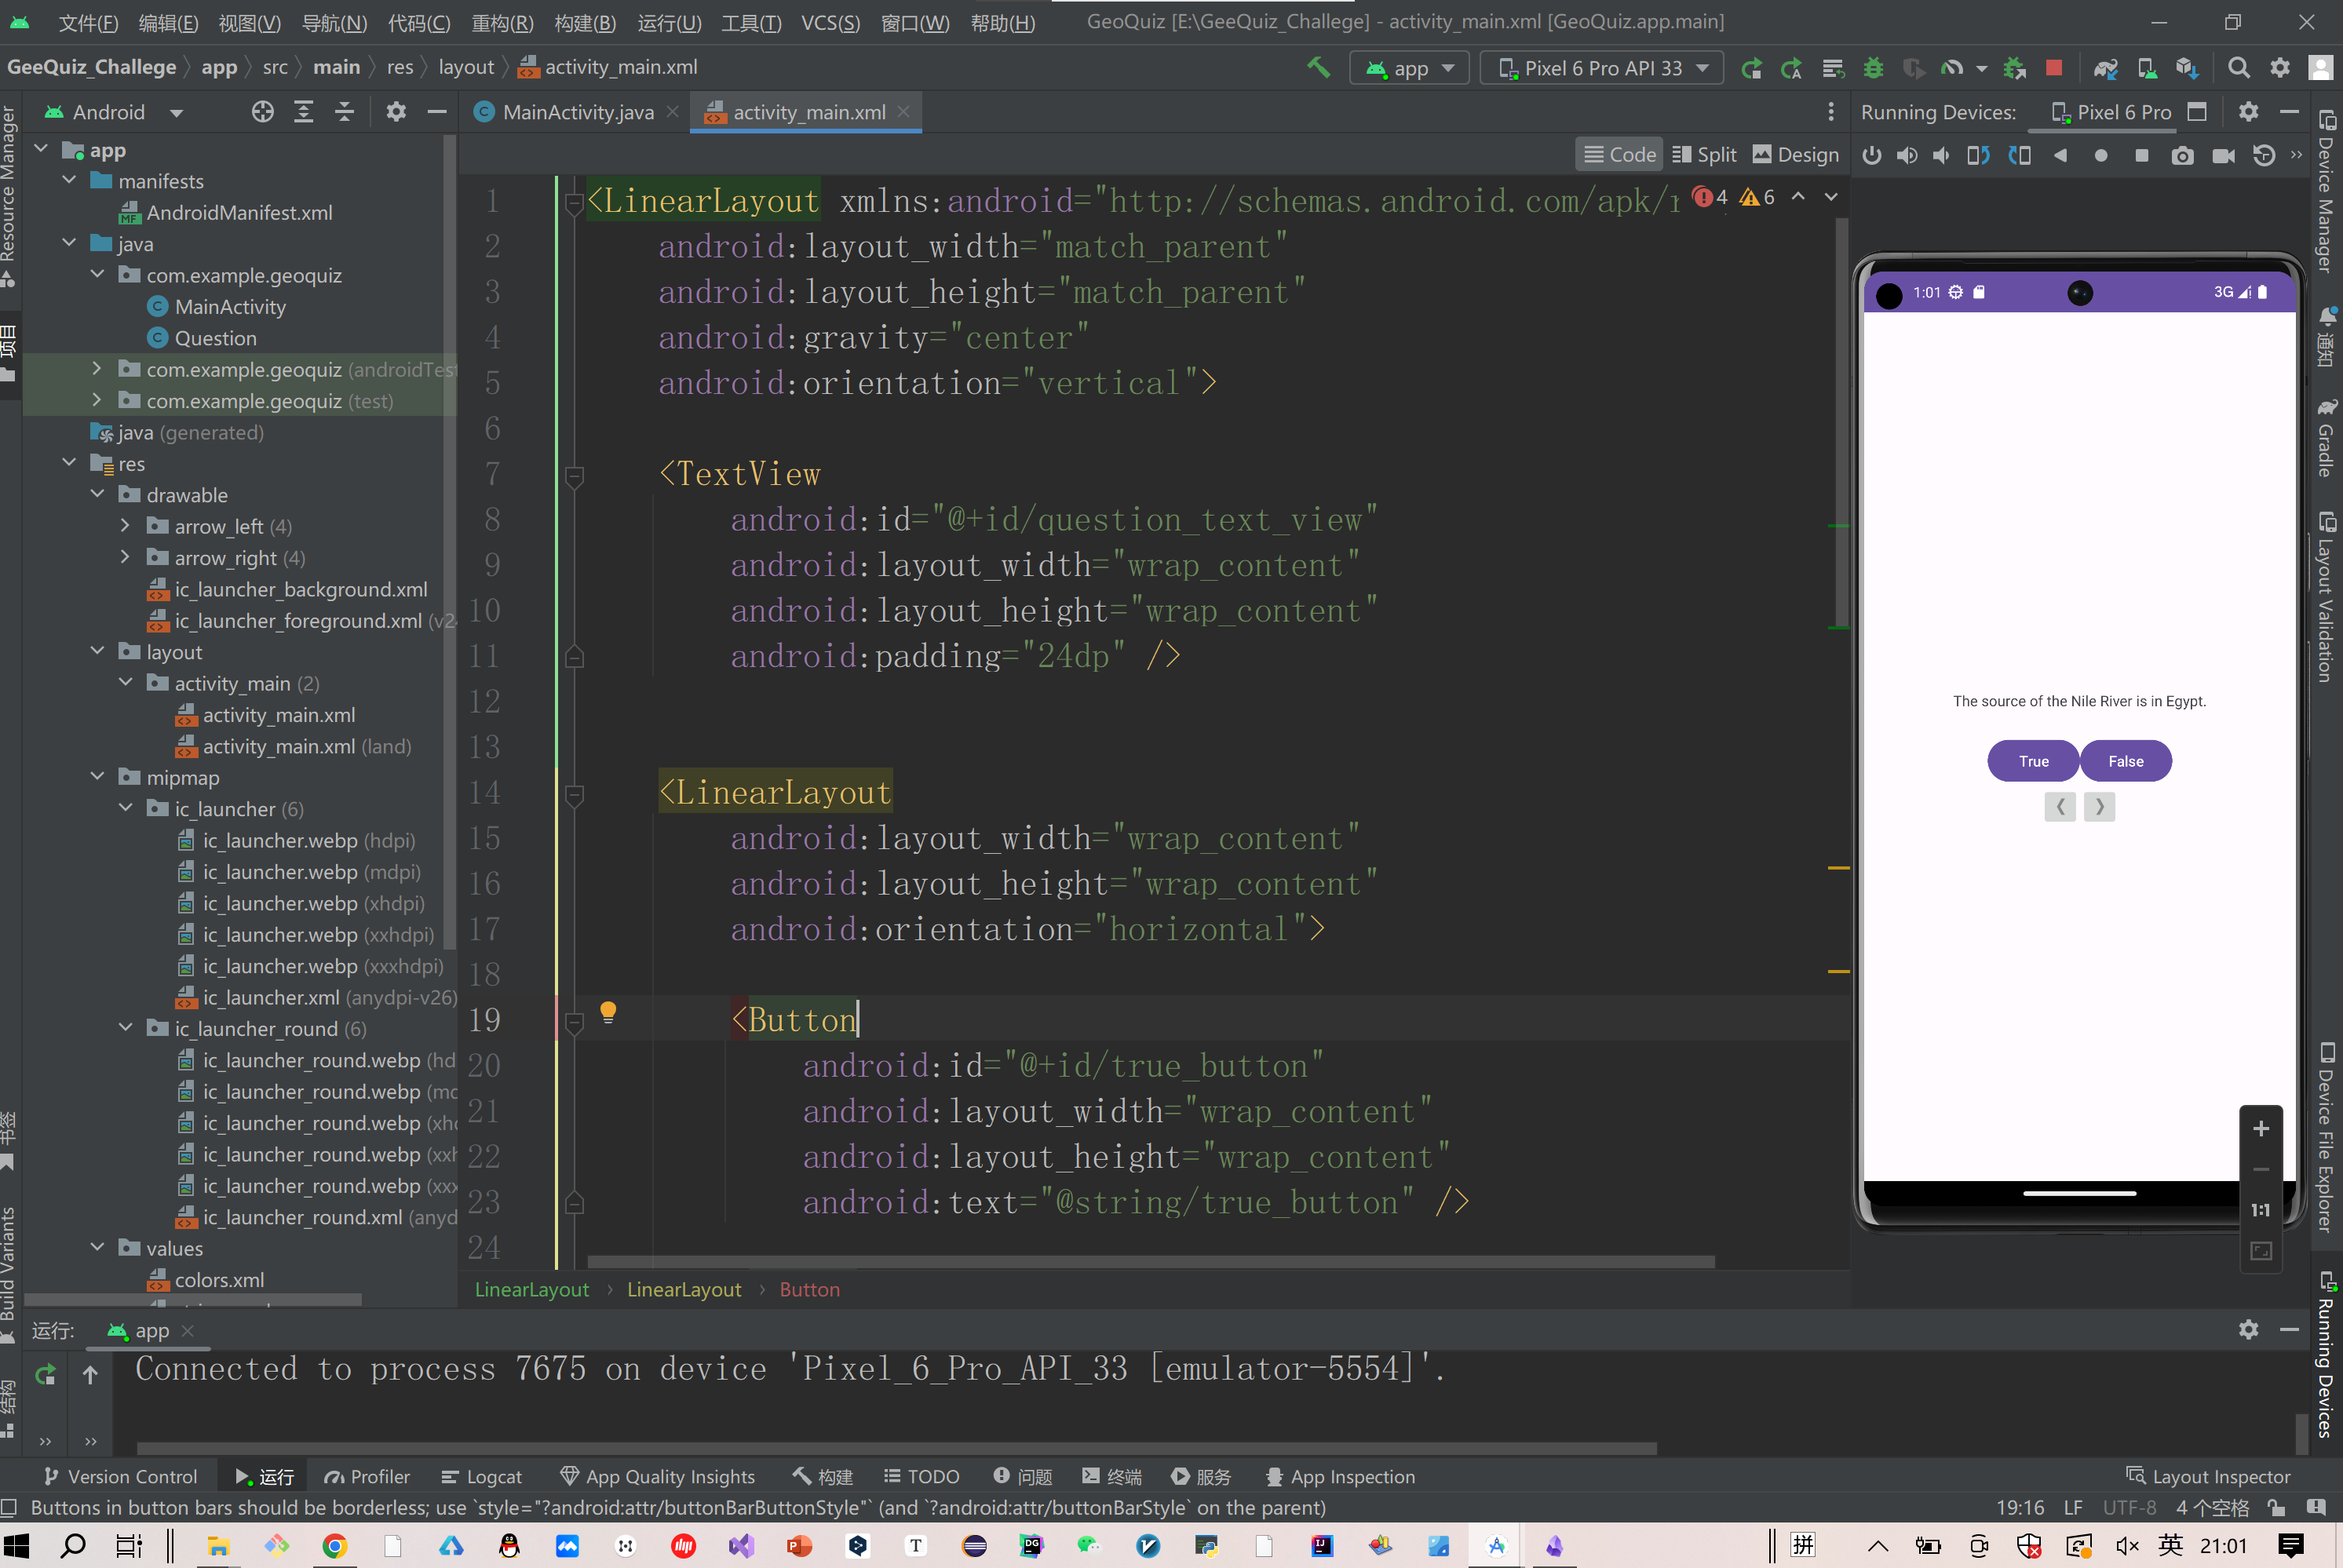 文件(F) 编辑(E) 视图(V) 导航(N) 代码(C) 重构(R) 构建(B) 运行(U) 工具(T) VCS(S) 窗口(W) 帮助(H) GeoQuiz [E:\GeeQuiz_Challege] - activity_main.xml [GeoQuiz.app.main]
GeeQuiz_Challege app src main res layout activity_main.xml app Pixel 6 Pro API 33
Android MainActivity.java activity_main.xml Running Devices: Pixel 6 Pro
Code Split Design
Resource Manager
项目
书签
Build Variants
结构
app
manifests
AndroidManifest.xml
java
com.example.geoquiz
MainActivity
Question
com.example.geoquiz (androidTest
com.example.geoquiz (test)
java (generated)
res
drawable
arrow_left (4)
arrow_right (4)
ic_launcher_background.xml
ic_launcher_foreground.xml (v24
layout
activity_main (2)
activity_main.xml
activity_main.xml (land)
mipmap
ic_launcher (6)
ic_launcher.webp (hdpi)
ic_launcher.webp (mdpi)
ic_launcher.webp (xhdpi)
ic_launcher.webp (xxhdpi)
ic_launcher.webp (xxxhdpi)
ic_launcher.xml (anydpi-v26)
ic_launcher_round (6)
ic_launcher_round.webp (hd
ic_launcher_round.webp (md
ic_launcher_round.webp (xhd
ic_launcher_round.webp (xxh
ic_launcher_round.webp (xxx
ic_launcher_round.xml (anyd
values
colors.xml
1 <LinearLayout xmlns:android="http://schemas.android.com/apk/r 4 6
2 android:layout_width="match_parent"
3 android:layout_height="match_parent"
4 android:gravity="center"
5 android:orientation="vertical">
6
7 <TextView
8 android:id="@+id/question_text_view"
9 android:layout_width="wrap_content"
10 android:layout_height="wrap_content"
11 android:padding="24dp" />
12
13
14 <LinearLayout
15 android:layout_width="wrap_content"
16 android:layout_height="wrap_content"
17 android:orientation="horizontal">
18
19 <Button
20 android:id="@+id/true_button"
21 android:layout_width="wrap_content"
22 android:layout_height="wrap_content"
23 android:text="@string/true_button" />
24
LinearLayout › LinearLayout › Button
1:01 3G
The source of the Nile River is in Egypt.
True False
1:1
Device Manager
通知
Gradle
Layout Validation
Device File Explorer
Running Devices
运行: app
Connected to process 7675 on device 'Pixel_6_Pro_API_33 [emulator-5554]'.
Version Control 运行 Profiler Logcat App Quality Insights 构建 TODO 问题 终端 服务 App Inspection Layout Inspector
Buttons in button bars should be borderless; use `style="?android:attr/buttonBarButtonStyle"` (and `?android:attr/buttonBarStyle` on the parent) 19:16 LF UTF-8 4 个空格
拼 英 21:01